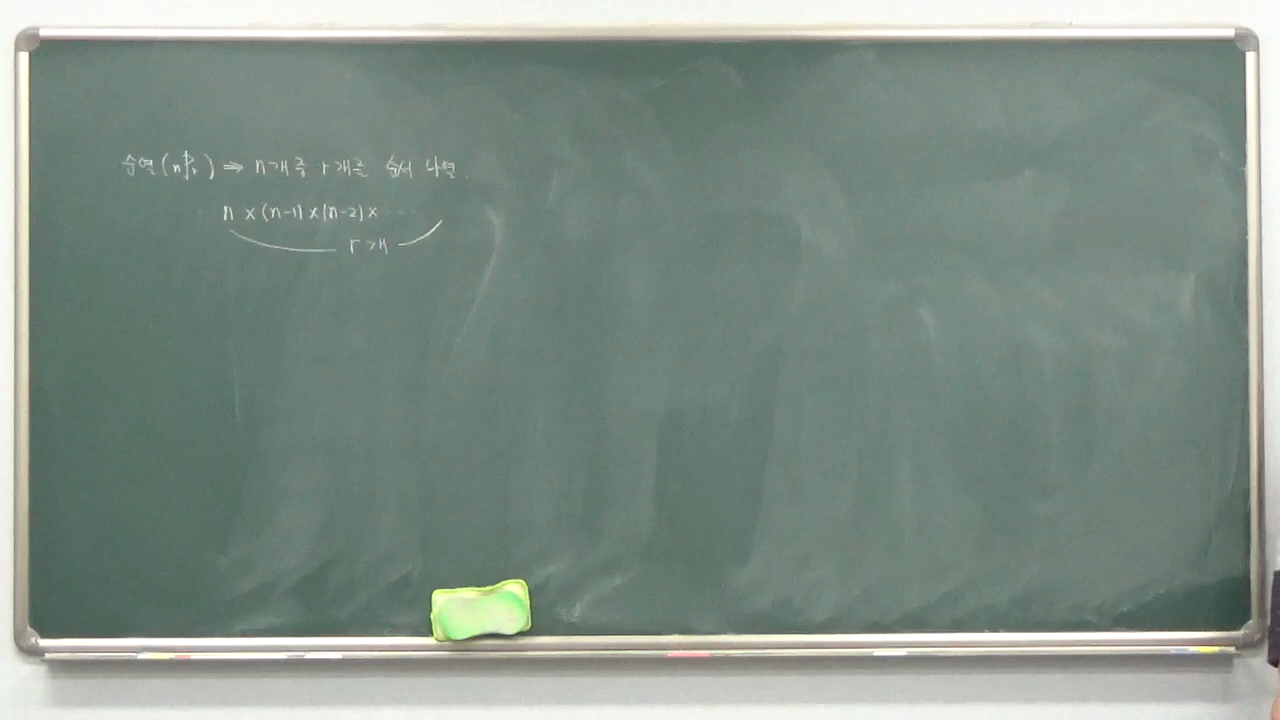 순열(nPr) ⇒ n개 중 r개를 순서 나열.
n×(n-1)×(n-2)×·····
r개